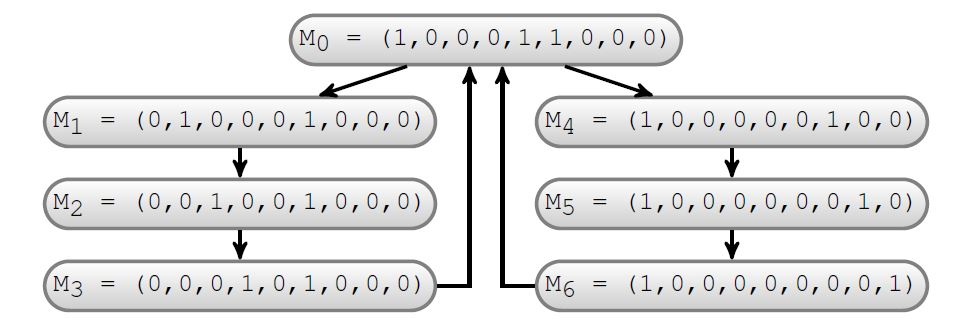 M0 = (1,0,0,0,1,1,0,0,0)
M1 = (0,1,0,0,0,1,0,0,0)
M4 = (1,0,0,0,0,0,1,0,0)
M2 = (0,0,1,0,0,1,0,0,0)
M5 = (1,0,0,0,0,0,0,1,0)
M3 = (0,0,0,1,0,1,0,0,0)
M6 = (1,0,0,0,0,0,0,0,1)